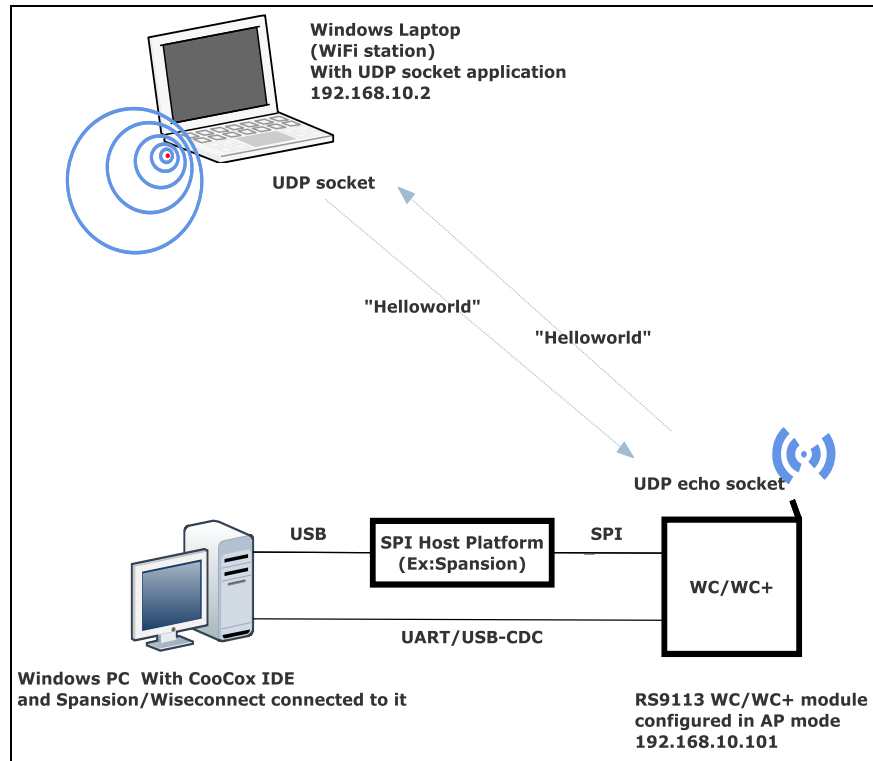 Windows Laptop
(WiFi station)
With UDP socket application
192.168.10.2
UDP socket
"Helloworld"
"Helloworld"
UDP echo socket
USB
SPI Host Platform
(Ex:Spansion)
SPI
WC/WC+
UART/USB-CDC
Windows PC  With CooCox IDE
and Spansion/Wiseconnect connected to it
RS9113 WC/WC+ module
configured in AP mode
192.168.10.101